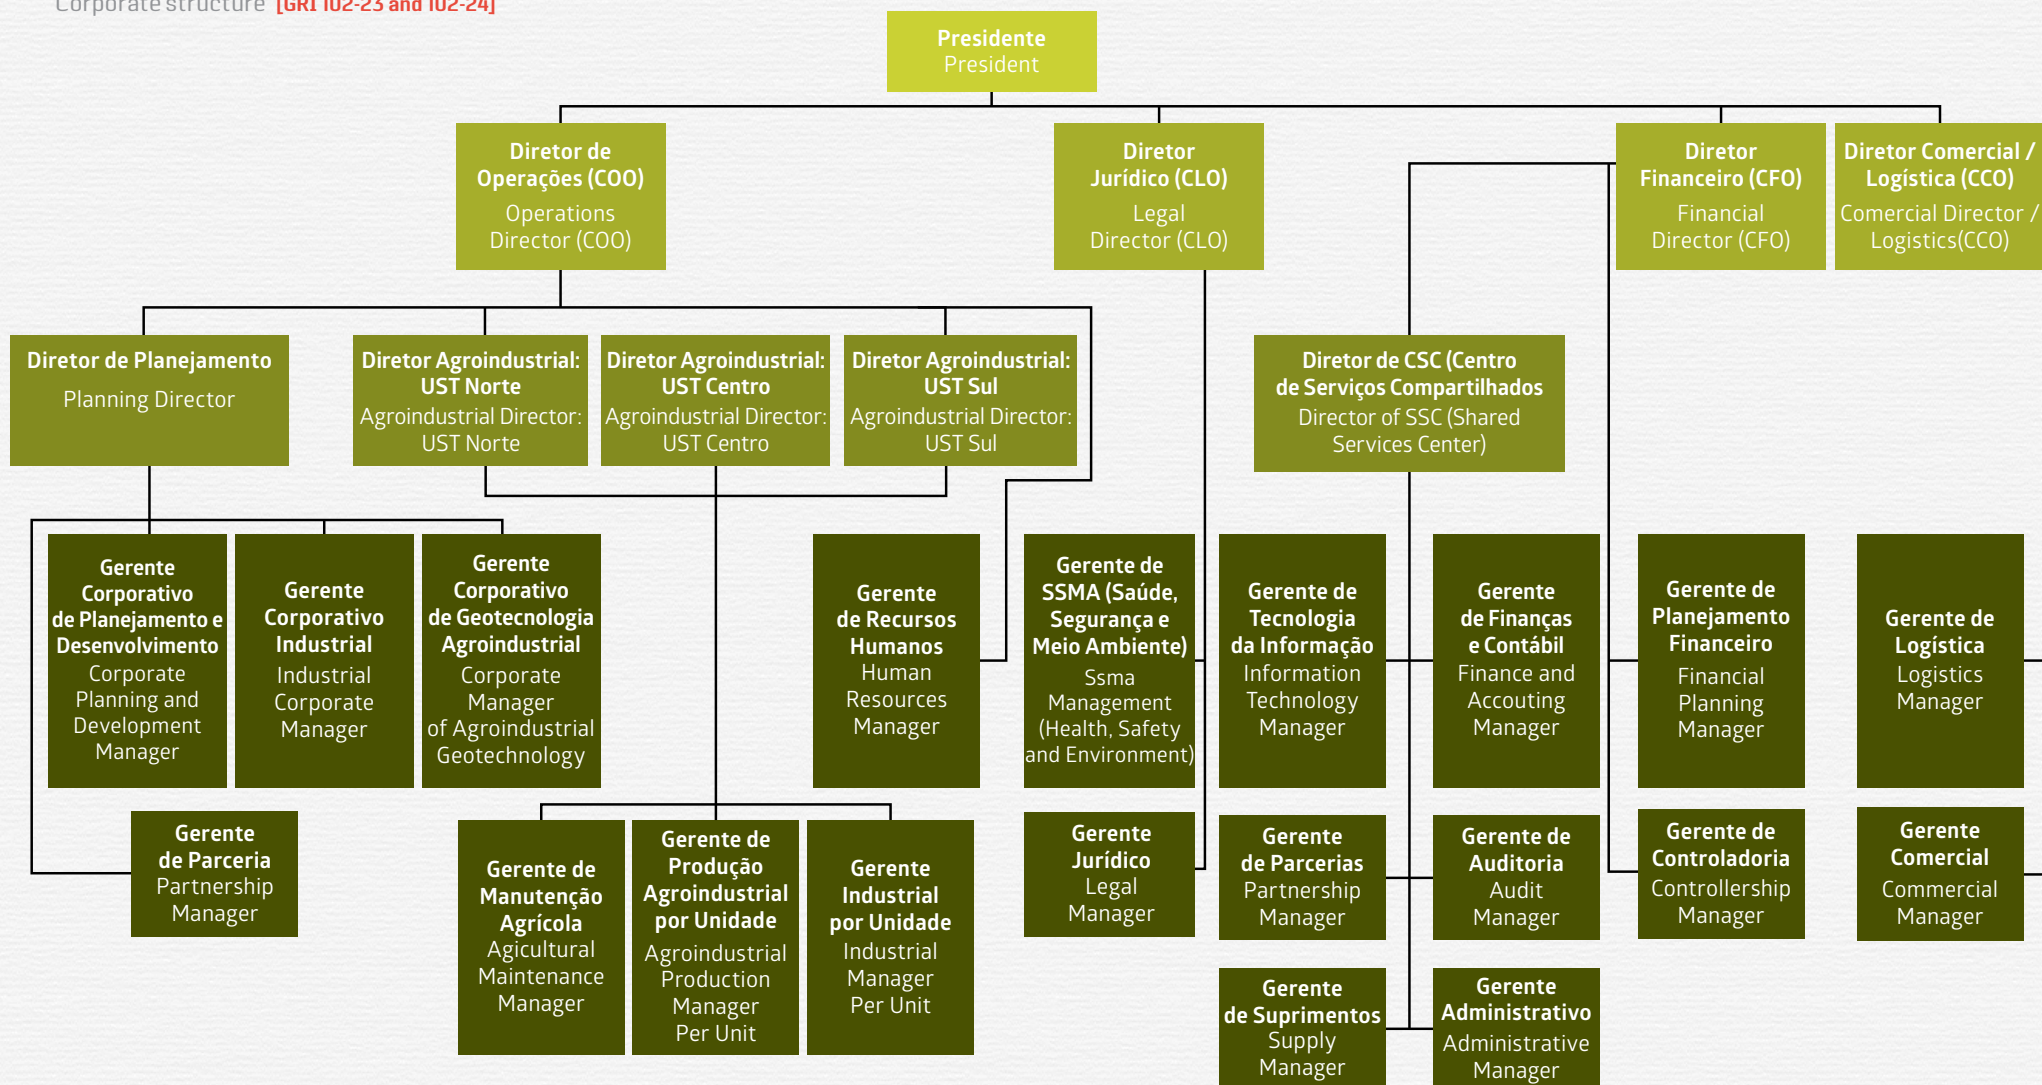 Corporate structure [GRI 102-23 and 102-24]
Presidente
President
Diretor de
Operações (COO)
Operations
Director (COO)
Diretor
Jurídico (CLO)
Legal
Director (CLO)
Diretor
Financeiro (CFO)
Financial
Director (CFO)
Diretor Comercial /
Logística (CCO)
Comercial Director /
Logistics(CCO)
Diretor de Planejamento
Planning Director
Diretor Agroindustrial:
UST Norte
Agroindustrial Director:
UST Norte
Diretor Agroindustrial:
UST Centro
Agroindustrial Director:
UST Centro
Diretor Agroindustrial:
UST Sul
Agroindustrial Director:
UST Sul
Diretor de CSC (Centro
de Serviços Compartilhados
Director of SSC (Shared
Services Center)
Gerente
Corporativo
de Planejamento e
Desenvolvimento
Corporate
Planning and
Development
Manager
Gerente
Corporativo
Industrial
Industrial
Corporate
Manager
Gerente
Corporativo
de Geotecnologia
Agroindustrial
Corporate
Manager
of Agroindustrial
Geotechnology
Gerente
de Recursos
Humanos
Human
Resources
Manager
Gerente de
SSMA (Saúde,
Segurança e
Meio Ambiente)
Ssma
Management
(Health, Safety
and Environment)
Gerente de
Tecnologia
da Informação
Information
Technology
Manager
Gerente
de Finanças
e Contábil
Finance and
Accouting
Manager
Gerente de
Planejamento
Financeiro
Financial
Planning
Manager
Gerente de
Logística
Logistics
Manager
Gerente
de Parceria
Partnership
Manager
Gerente de
Manutenção
Agrícola
Agicultural
Maintenance
Manager
Gerente de
Produção
Agroindustrial
por Unidade
Agroindustrial
Production
Manager
Per Unit
Gerente
Industrial
por Unidade
Industrial
Manager
Per Unit
Gerente
Jurídico
Legal
Manager
Gerente
de Parcerias
Partnership
Manager
Gerente de
Auditoria
Audit
Manager
Gerente de
Controladoria
Controllership
Manager
Gerente
Comercial
Commercial
Manager
Gerente
de Suprimentos
Supply
Manager
Gerente
Administrativo
Administrative
Manager